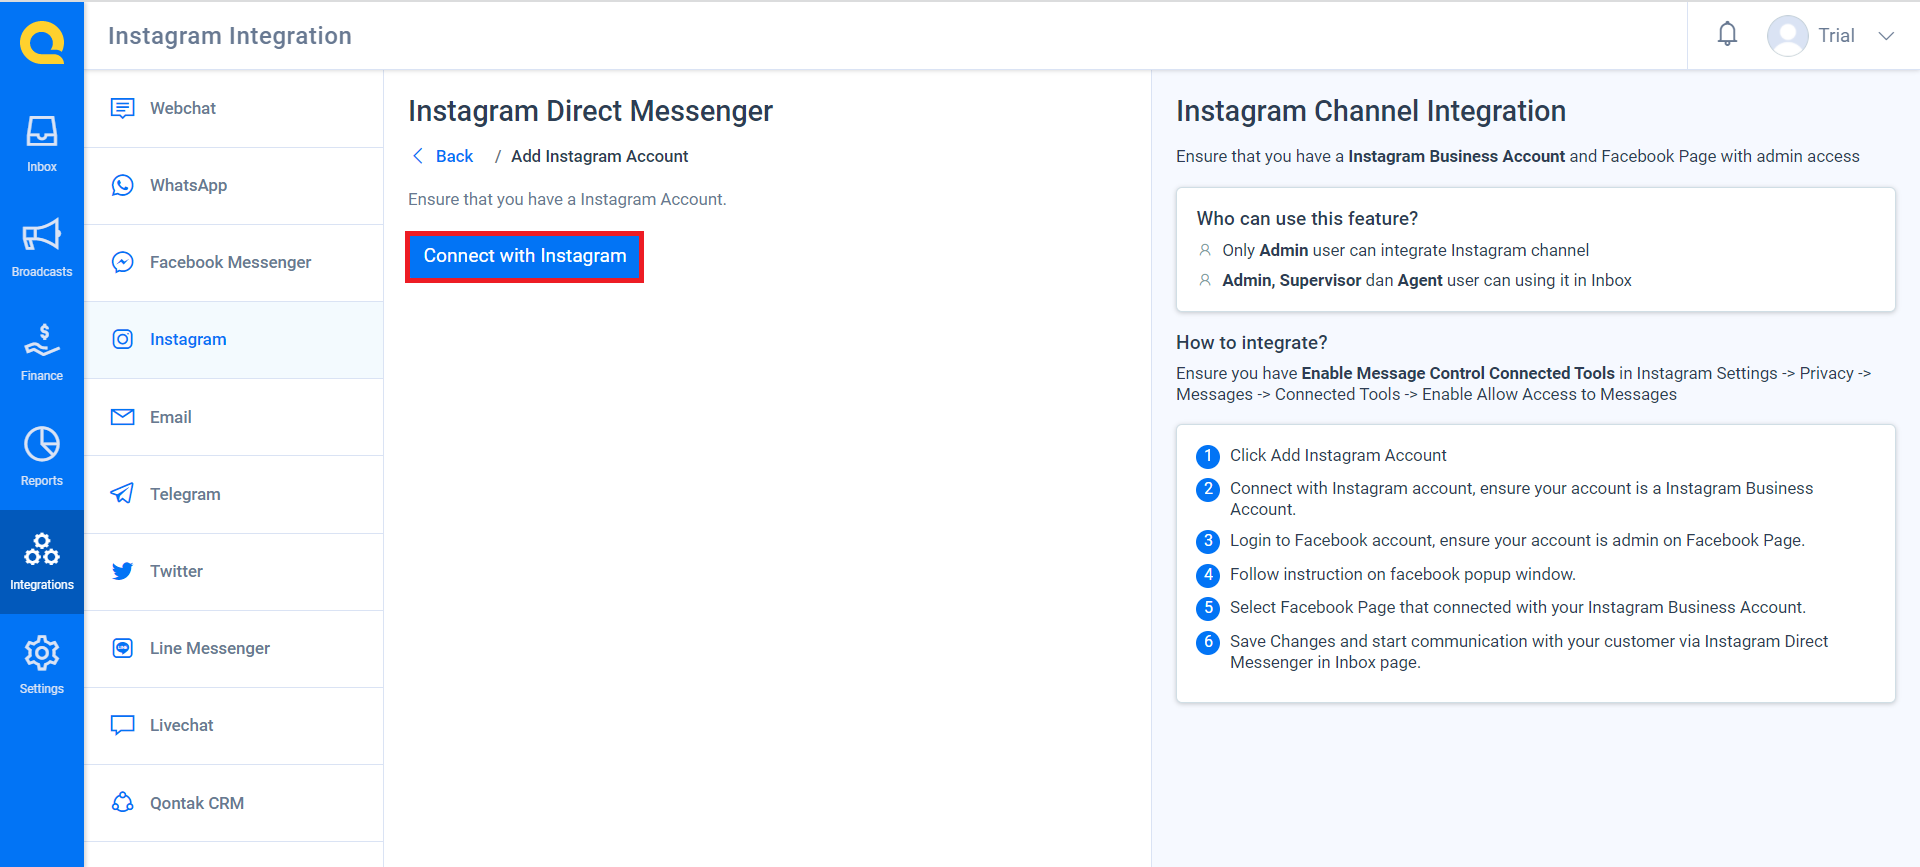 Instagram Integration
Trial
Inbox
Broadcasts
Finance
Reports
Integrations
Settings
Webchat
WhatsApp
Facebook Messenger
Instagram
Email
Telegram
Twitter
Line Messenger
Livechat
Qontak CRM
Instagram Direct Messenger
Back / Add Instagram Account
Ensure that you have a Instagram Account.
Connect with Instagram
Instagram Channel Integration
Ensure that you have a Instagram Business Account and Facebook Page with admin access
Who can use this feature?
Only Admin user can integrate Instagram channel
Admin, Supervisor dan Agent user can using it in Inbox
How to integrate?
Ensure you have Enable Message Control Connected Tools in Instagram Settings -> Privacy ->
Messages -> Connected Tools -> Enable Allow Access to Messages
1 Click Add Instagram Account
2 Connect with Instagram account, ensure your account is a Instagram Business
Account.
3 Login to Facebook account, ensure your account is admin on Facebook Page.
4 Follow instruction on facebook popup window.
5 Select Facebook Page that connected with your Instagram Business Account.
6 Save Changes and start communication with your customer via Instagram Direct
Messenger in Inbox page.